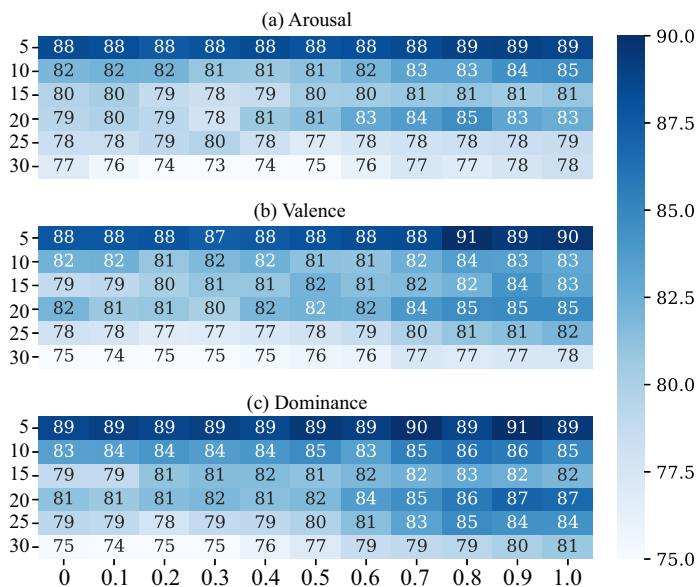 (a) Arousal
5 88 88 88 88 88 88 88 88 89 89 89
10 82 82 82 81 81 81 82 83 83 84 85
15 80 80 79 78 79 80 80 81 81 81 81
20 79 80 79 78 81 81 83 84 85 83 83
25 78 78 79 80 78 77 78 78 78 78 79
30 77 76 74 73 74 75 76 77 77 78 78
(b) Valence
5 88 88 88 87 88 88 88 88 91 89 90
10 82 82 81 82 82 81 81 82 84 83 83
15 79 79 80 81 81 82 81 82 82 84 83
20 82 81 81 80 82 82 82 84 85 85 85
25 78 78 77 77 77 78 79 80 81 81 82
30 75 74 75 75 75 76 76 77 77 77 78
(c) Dominance
5 89 89 89 89 89 89 89 90 89 91 89
10 83 84 84 84 84 85 83 85 86 86 85
15 79 79 81 81 82 81 82 82 83 82 82
20 81 81 81 82 81 82 84 85 86 87 87
25 79 79 78 79 79 80 81 83 85 84 84
30 75 74 75 75 76 77 79 79 79 80 81
0 0.1 0.2 0.3 0.4 0.5 0.6 0.7 0.8 0.9 1.0
90.0
87.5
85.0
82.5
80.0
77.5
75.0